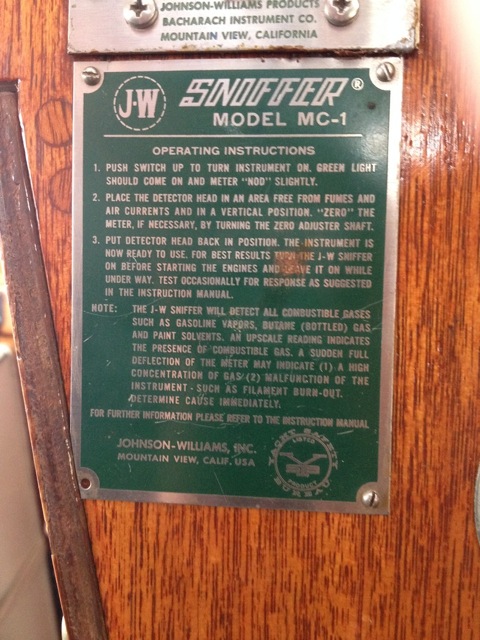 JOHNSON-WILLIAMS PRODUCTS
BACHARACH INSTRUMENT CO.
MOUNTAIN VIEW, CALIFORNIA
J-W
SNIFFER®
MODEL MC-1
OPERATING INSTRUCTIONS
1. PUSH SWITCH UP TO TURN INSTRUMENT ON. GREEN LIGHT
SHOULD COME ON AND METER "NOD" SLIGHTLY.
2. PLACE THE DETECTOR HEAD IN AN AREA FREE FROM FUMES AND
AIR CURRENTS AND IN A VERTICAL POSITION. "ZERO" THE
METER, IF NECESSARY, BY TURNING THE ZERO ADJUSTER SHAFT.
3. PUT DETECTOR HEAD BACK IN POSITION. THE INSTRUMENT IS
NOW READY TO USE. FOR BEST RESULTS TURN THE J-W SNIFFER
ON BEFORE STARTING THE ENGINES AND LEAVE IT ON WHILE
UNDER WAY. TEST OCCASIONALLY FOR RESPONSE AS SUGGESTED
IN THE INSTRUCTION MANUAL.
NOTE: THE J-W SNIFFER WILL DETECT ALL COMBUSTIBLE GASES
SUCH AS GASOLINE VAPORS, BUTANE (BOTTLED) GAS
AND PAINT SOLVENTS. AN UPSCALE READING INDICATES
THE PRESENCE OF COMBUSTIBLE GAS. A SUDDEN FULL
DEFLECTION OF THE METER MAY INDICATE (1) A HIGH
CONCENTRATION OF GAS (2) MALFUNCTION OF THE
INSTRUMENT - SUCH AS FILAMENT BURN-OUT.
DETERMINE CAUSE IMMEDIATELY.
FOR FURTHER INFORMATION PLEASE REFER TO THE INSTRUCTION MANUAL
JOHNSON-WILLIAMS, INC.
MOUNTAIN VIEW, CALIF. USA
YACHT SAFETY
LISTED
PRODUCT
BUREAU